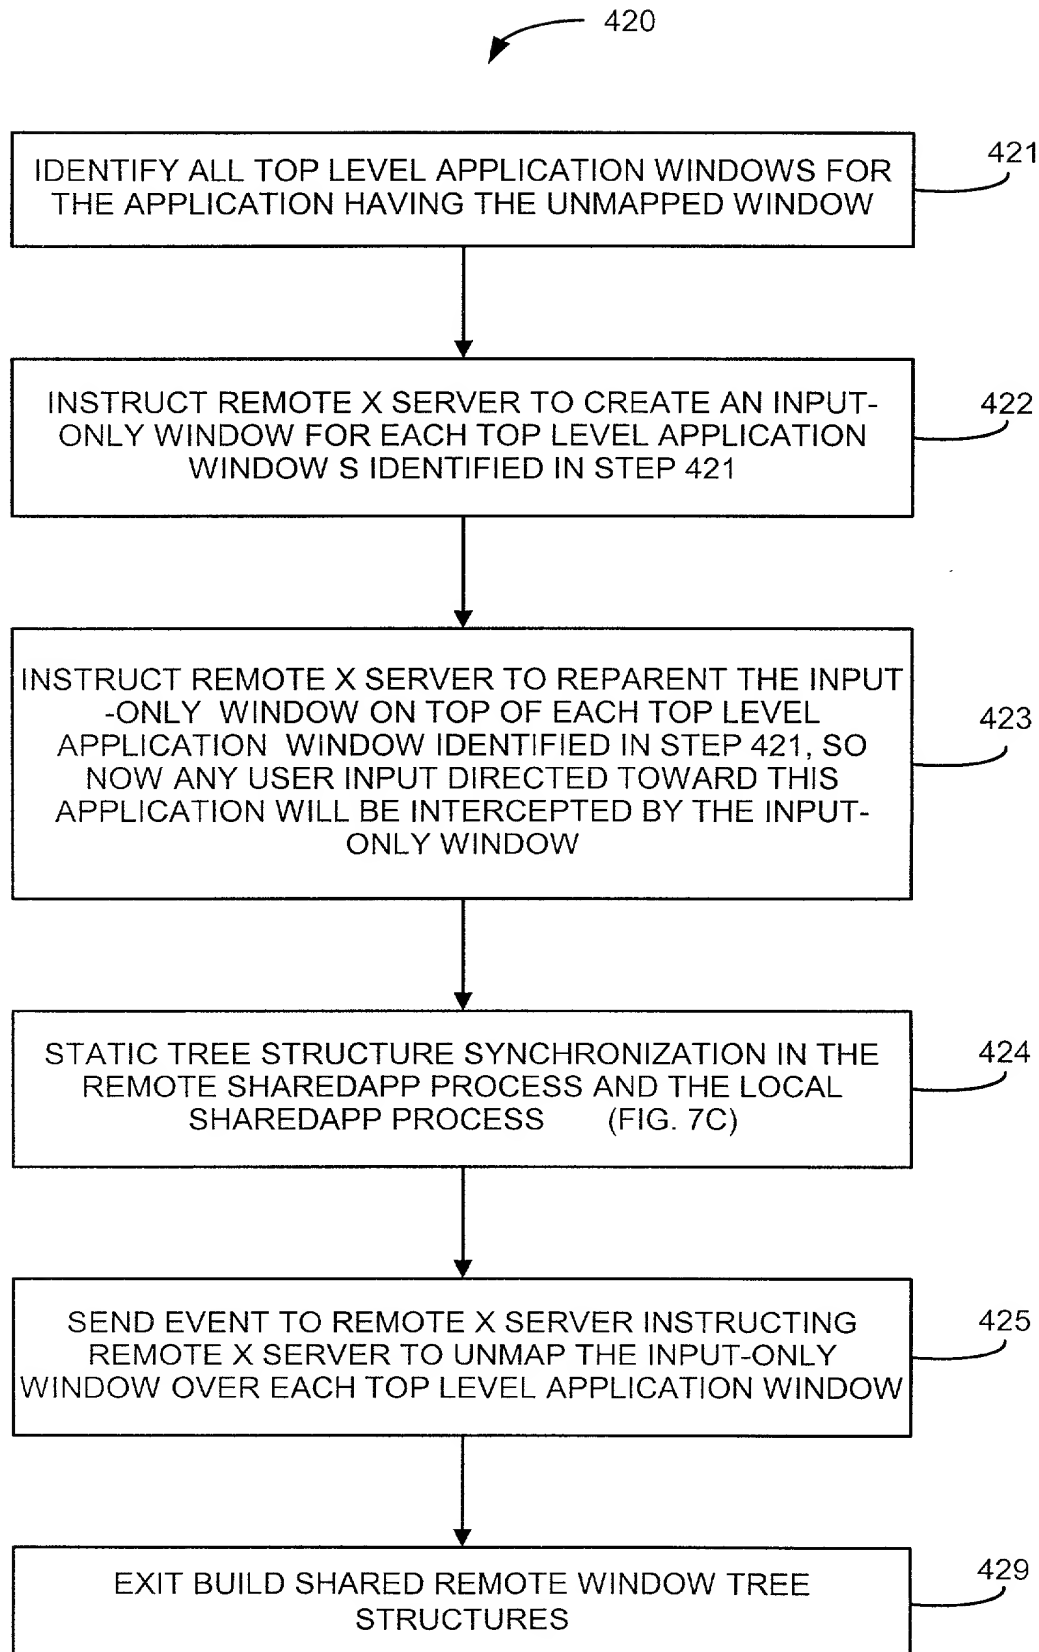 420
IDENTIFY ALL TOP LEVEL APPLICATION WINDOWS FOR
THE APPLICATION HAVING THE UNMAPPED WINDOW
421
INSTRUCT REMOTE X SERVER TO CREATE AN INPUT-
ONLY WINDOW FOR EACH TOP LEVEL APPLICATION
WINDOW S IDENTIFIED IN STEP 421
422
INSTRUCT REMOTE X SERVER TO REPARENT THE INPUT
-ONLY WINDOW ON TOP OF EACH TOP LEVEL
APPLICATION WINDOW IDENTIFIED IN STEP 421, SO
NOW ANY USER INPUT DIRECTED TOWARD THIS
APPLICATION WILL BE INTERCEPTED BY THE INPUT-
ONLY WINDOW
423
STATIC TREE STRUCTURE SYNCHRONIZATION IN THE
REMOTE SHAREDAPP PROCESS AND THE LOCAL
SHAREDAPP PROCESS (FIG. 7C)
424
SEND EVENT TO REMOTE X SERVER INSTRUCTING
REMOTE X SERVER TO UNMAP THE INPUT-ONLY
WINDOW OVER EACH TOP LEVEL APPLICATION WINDOW
425
EXIT BUILD SHARED REMOTE WINDOW TREE
STRUCTURES
429